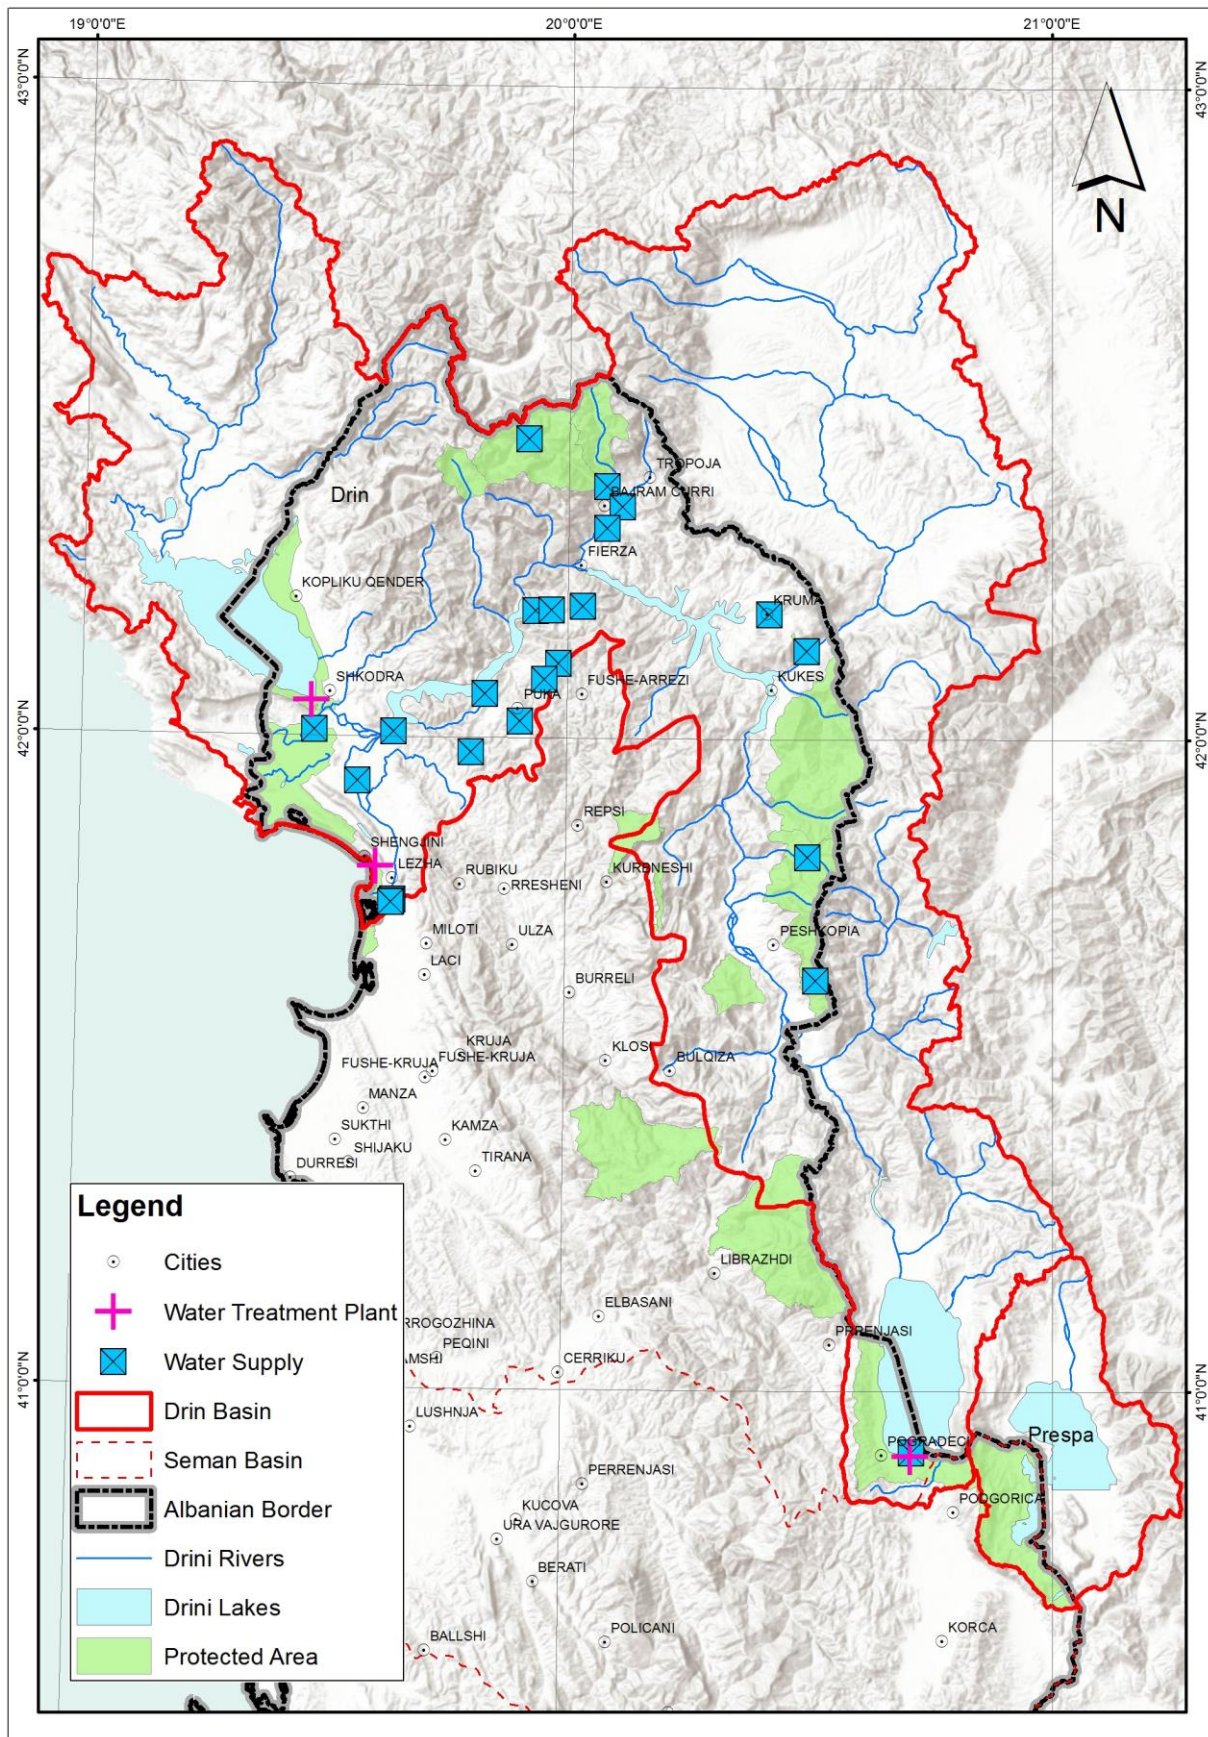 19°0'0"E
20°0'0"E
21°0'0"E
43°0'0"N
43°0'0"N
N
TROPOJA
Drin
BAJRAM CURRI
FIERZA
KOPLIKU QENDER
KRUMA
SHKODRA
FUSHE-ARREZI
KUKES
PUKA
42°0'0"N
42°0'0"N
REPSI
SHENGJINI
LEZHA
RUBIKU
RRESHENI
KURBNESHI
MILOTI
ULZA
PESHKOPIA
LACI
BURRELI
KRUJA
FUSHE-KRUJA
FUSHE-KRUJA
KLOSI
BULQIZA
MANZA
SUKTHI
KAMZA
SHIJAKU
DURRESI
TIRANA
Legend
Cities
Water Treatment Plant
Water Supply
Drin Basin
Seman Basin
Albanian Border
Drini Rivers
Drini Lakes
Protected Area
LIBRAZHDI
ELBASANI
RROGOZHINA
PEQINI
PRRENJASI
AMSHI
CERRIKU
41°0'0"N
41°0'0"N
LUSHNJA
Prespa
POGRADECI
PERRENJASI
PODGORICA
KUCOVA
URA VAJGURORE
BERATI
BALLSHI
POLICANI
KORCA